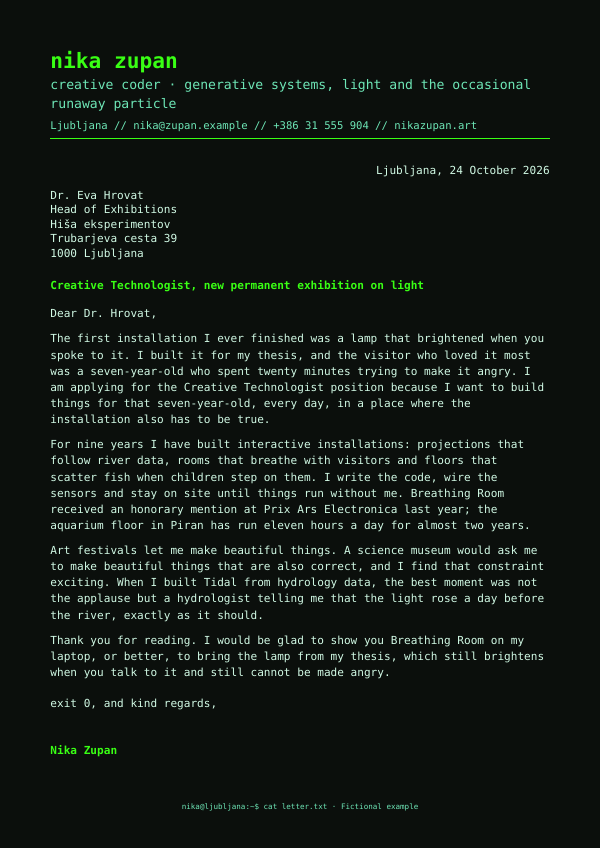 nika zupan
creative coder · generative systems, light and the occasional
runaway particle
Ljubljana // nika@zupan.example // +386 31 555 904 // nikazupan.art
Ljubljana, 24 October 2026
Dr. Eva Hrovat
Head of Exhibitions
Hiša eksperimentov
Trubarjeva cesta 39
1000 Ljubljana
Creative Technologist, new permanent exhibition on light
Dear Dr. Hrovat,
The first installation I ever finished was a lamp that brightened when you
spoke to it. I built it for my thesis, and the visitor who loved it most
was a seven-year-old who spent twenty minutes trying to make it angry. I
am applying for the Creative Technologist position because I want to build
things for that seven-year-old, every day, in a place where the
installation also has to be true.
For nine years I have built interactive installations: projections that
follow river data, rooms that breathe with visitors and floors that
scatter fish when children step on them. I write the code, wire the
sensors and stay on site until things run without me. Breathing Room
received an honorary mention at Prix Ars Electronica last year; the
aquarium floor in Piran has run eleven hours a day for almost two years.
Art festivals let me make beautiful things. A science museum would ask me
to make beautiful things that are also correct, and I find that constraint
exciting. When I built Tidal from hydrology data, the best moment was not
the applause but a hydrologist telling me that the light rose a day before
the river, exactly as it should.
Thank you for reading. I would be glad to show you Breathing Room on my
laptop, or better, to bring the lamp from my thesis, which still brightens
when you talk to it and still cannot be made angry.
exit 0, and kind regards,
Nika Zupan
nika@ljubljana:~$ cat letter.txt · Fictional example